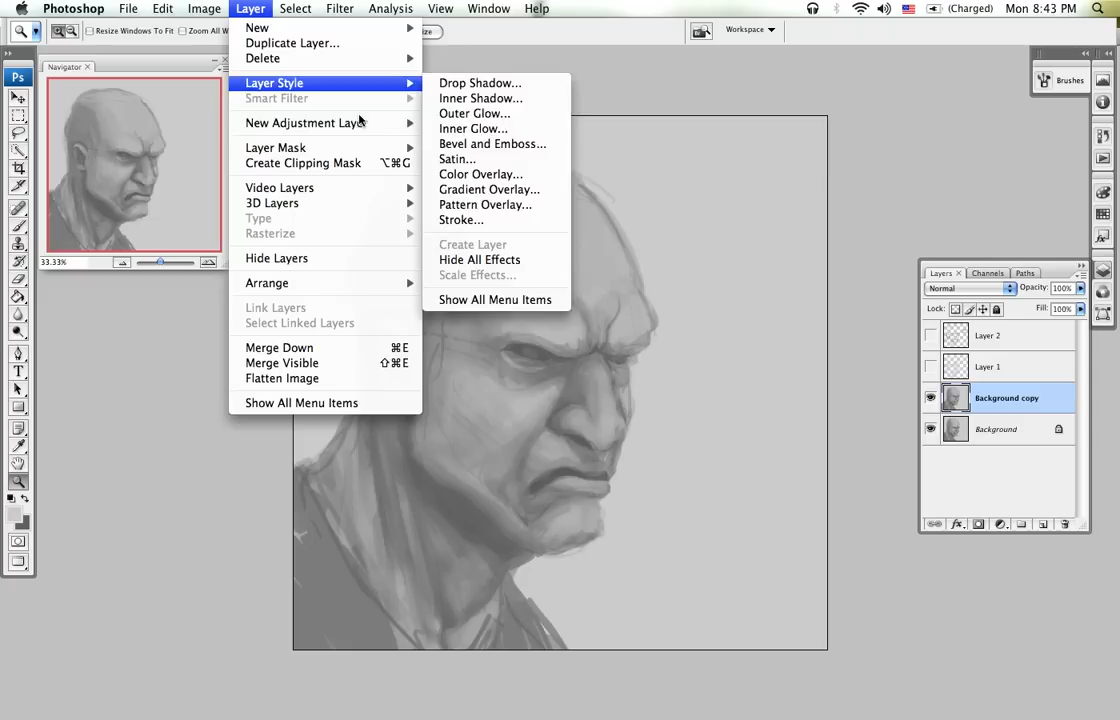 Photoshop File Edit Image Layer Select Filter Analysis View Window Help (Charged) Mon 8:43 PM
Resize Windows To Fit Zoom All W ize Workspace
Navigator
Ps
33.33%
New
Duplicate Layer...
Delete
Layer Style
Smart Filter
New Adjustment Laye
Layer Mask
Create Clipping Mask ⌥⌘G
Video Layers
3D Layers
Type
Rasterize
Hide Layers
Arrange
Link Layers
Select Linked Layers
Merge Down ⌘E
Merge Visible ⇧⌘E
Flatten Image
Show All Menu Items
Drop Shadow...
Inner Shadow...
Outer Glow...
Inner Glow...
Bevel and Emboss...
Satin...
Color Overlay...
Gradient Overlay...
Pattern Overlay...
Stroke...
Create Layer
Hide All Effects
Scale Effects...
Show All Menu Items
Brushes
Layers Channels Paths
Normal Opacity: 100%
Lock: Fill: 100%
Layer 2
Layer 1
Background copy
Background